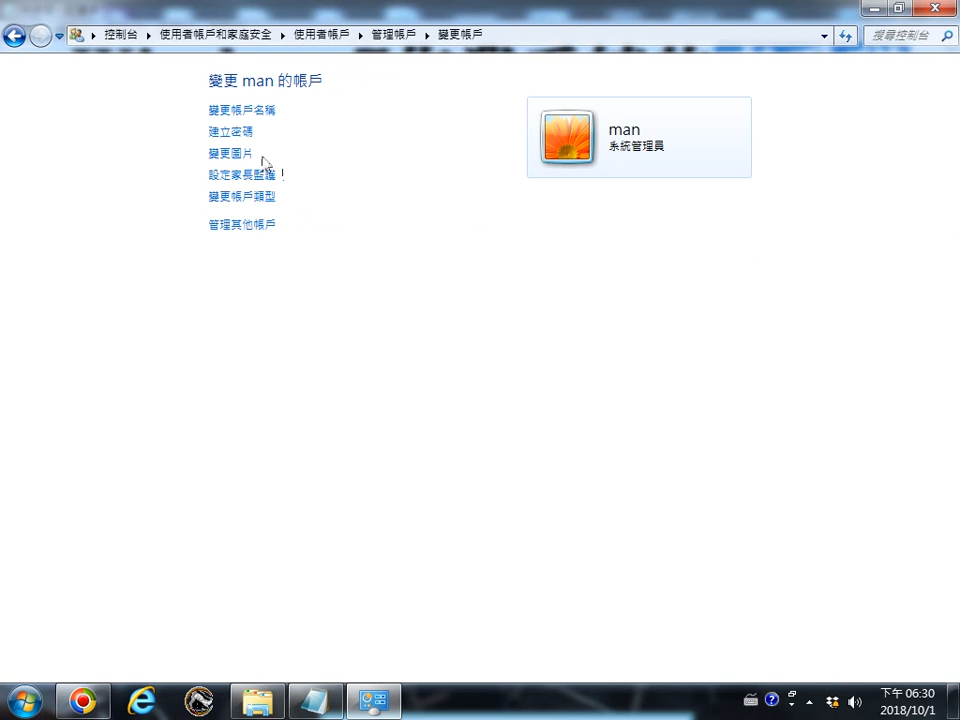 控制台 使用者帳戶和家庭安全 使用者帳戶 管理帳戶 變更帳戶
搜尋控制台
變更 man 的帳戶
變更帳戶名稱
建立密碼
變更圖片
設定家長監護
變更帳戶類型
管理其他帳戶
man
系統管理員
下午 06:30
2018/10/1